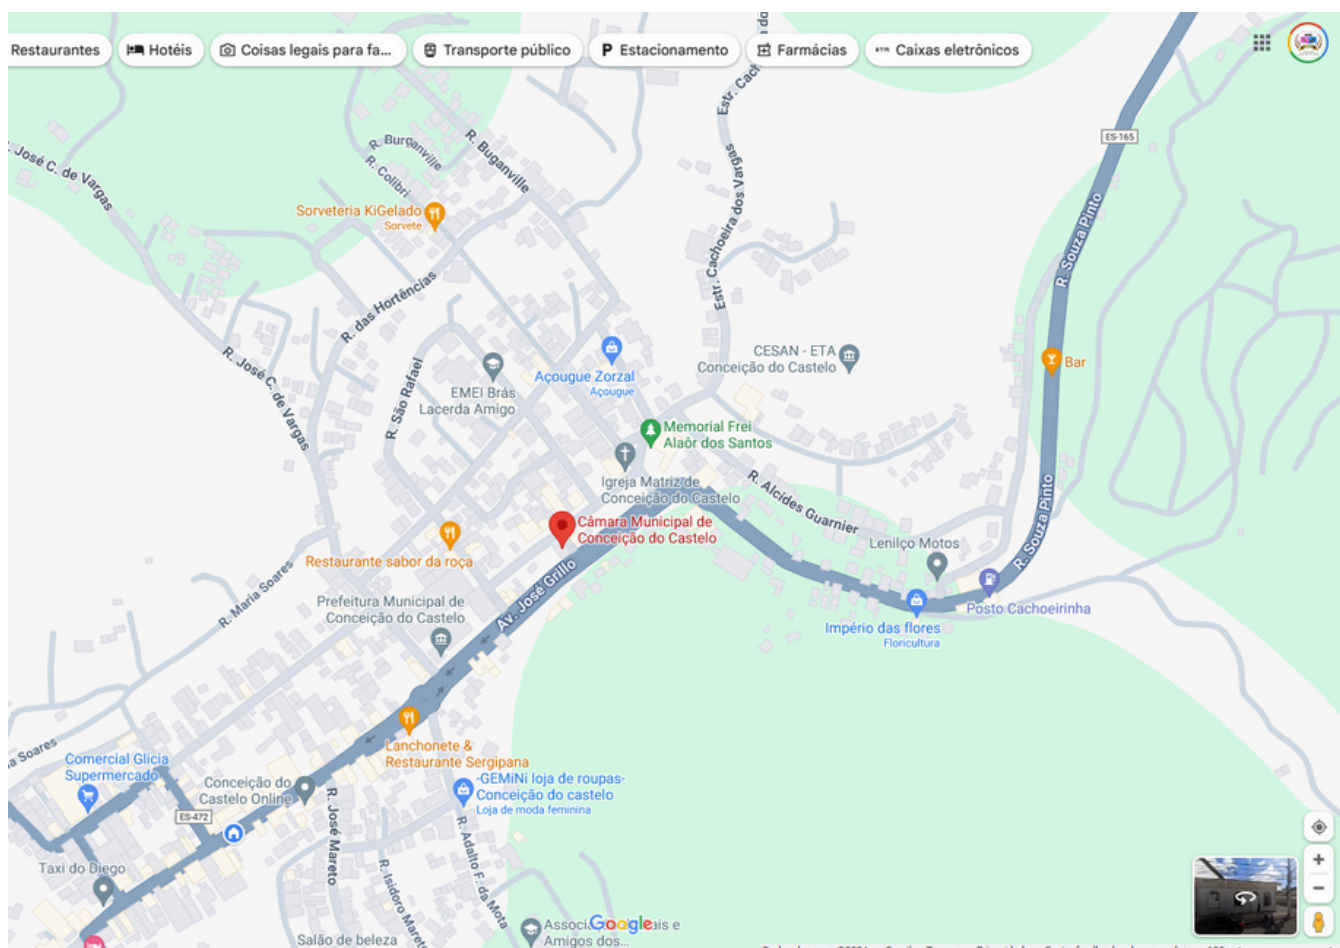 Restaurantes
Hotéis
Coisas legais para fa...
Transporte público
P Estacionamento
Farmácias
Caixas eletrônicos
Estr. Cach
ES-165
R. Burganville
R. Buganville
R. José C. de Vargas
R. Colibri
Sorveteria KiGelado
Sorvete
Estr. Cachoeira dos Vargas
R. Souza Pinto
R. das Hortências
R. José C. de Vargas
R. São Rafael
EMEI Brás
Lacerda Amigo
Açougue Zorzal
Açougue
CESAN - ETA
Conceição do Castelo
Bar
Memorial Frei
Alaôr dos Santos
Igreja Matriz de
Conceição do Castelo
R. Alcides Guarnier
R. Souza Pinto
Câmara Municipal de
Conceição do Castelo
Lenilço Motos
Restaurante sabor da roça
R. Maria Soares
Av. José Grillo
Posto Cachoeirinha
Prefeitura Municipal de
Conceição do Castelo
Império das flores
Floricultura
Lanchonete &
Restaurante Sergipana
Soares
Comercial Glicia
Supermercado
Conceição do
Castelo Online
-GEMiNi loja de roupas-
Conceição do castelo
Loja de moda feminina
ES-472
R. José Mareto
R. Isidoro Mareto
R. Adalto F. da Mota
Taxi do Diego
Salão de beleza
Google
Amigos dos...